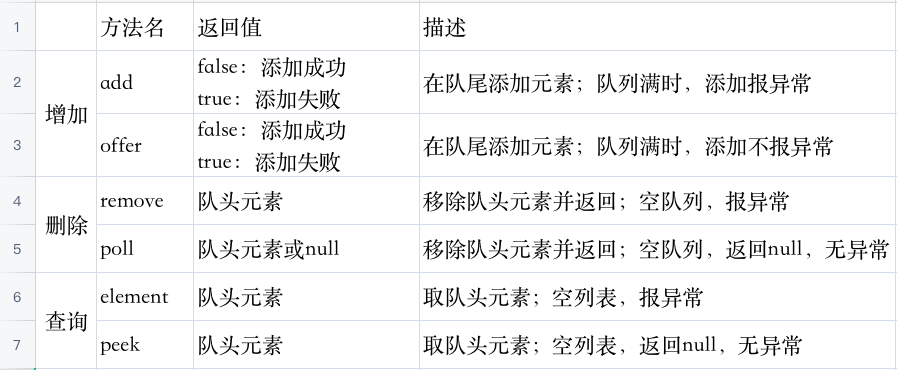 1 方法名 返回值 描述
2 增加 add false：添加成功
true：添加失败 在队尾添加元素；队列满时，添加报异常
3 offer false：添加成功
true：添加失败 在队尾添加元素；队列满时，添加不报异常
4 删除 remove 队头元素 移除队头元素并返回；空队列，报异常
5 poll 队头元素或null 移除队头元素并返回；空队列，返回null，无异常
6 查询 element 队头元素 取队头元素；空列表，报异常
7 peek 队头元素 取队头元素；空列表，返回null，无异常